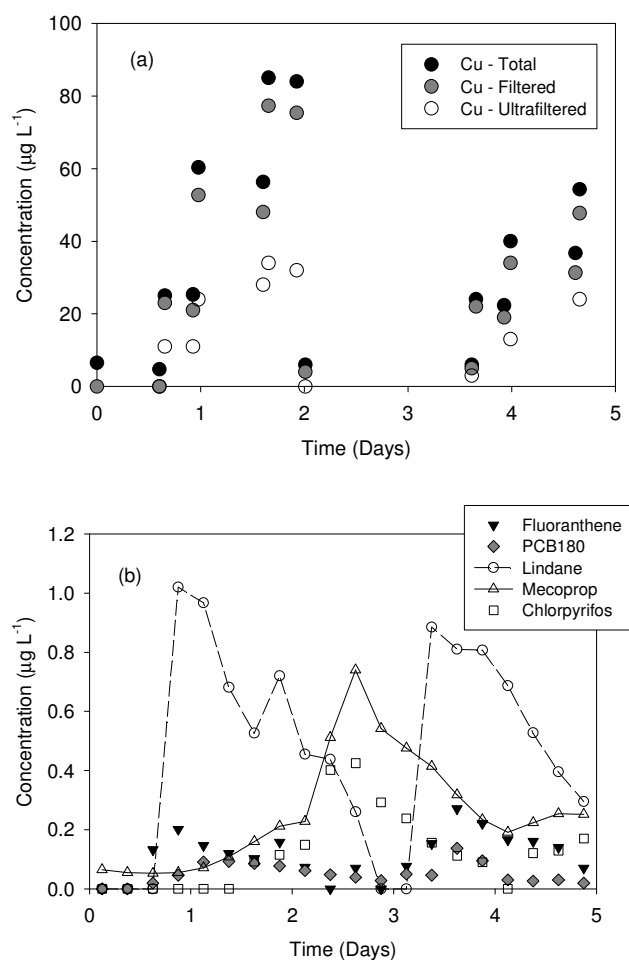 100
(a)
Cu - Total
Cu - Filtered
Cu - Ultrafiltered
80
60
40
20
0
Concentration (µg L⁻¹)
0 1 2 3 4 5
Time (Days)
Fluoranthene
PCB180
Lindane
Mecoprop
Chlorpyrifos
1.2
(b)
1.0
0.8
0.6
0.4
0.2
0.0
Concentration (µg L⁻¹)
0 1 2 3 4 5
Time (Days)